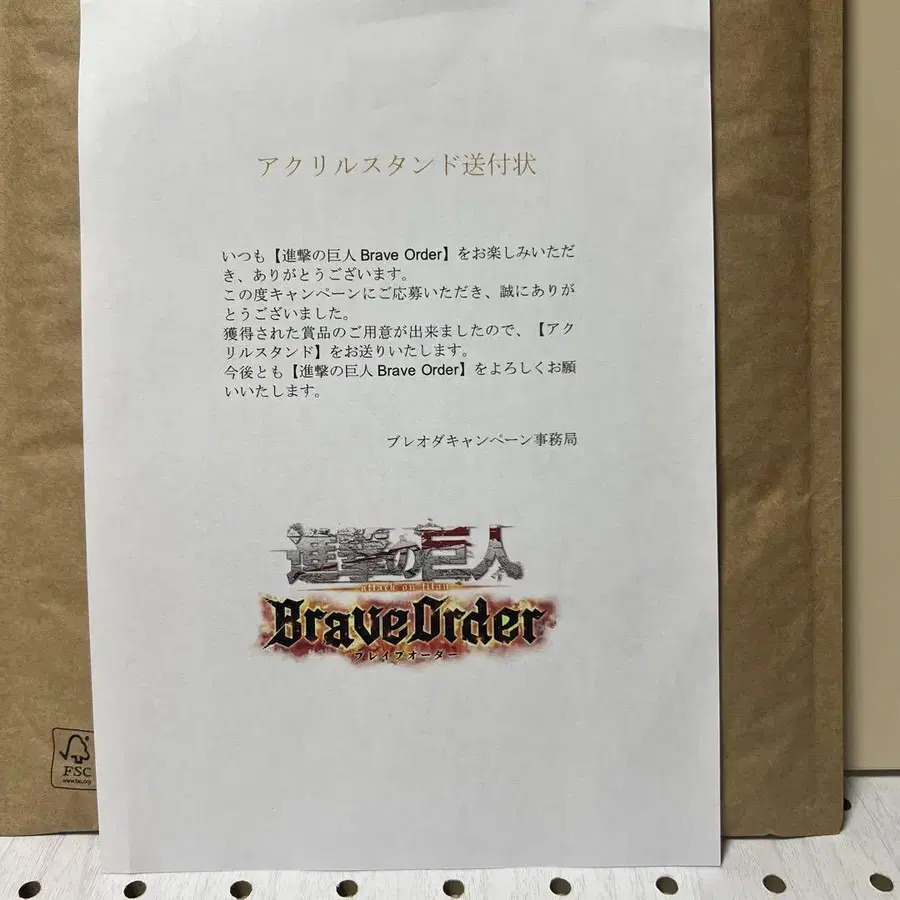 アクリルスタンド送付状
いつも【進撃の巨人 Brave Order】をお楽しみいただ
き、ありがとうございます。
この度キャンペーンにご応募いただき、誠にありが
とうございました。
獲得された賞品のご用意が出来ましたので、【アク
リルスタンド】をお送りいたします。
今後とも【進撃の巨人 Brave Order】をよろしくお願
いいたします。
ブレオダキャンペーン事務局
進撃の巨人
attack on titan
BraveOrder
ブレイブオーダー
FSC
www.fsc.org